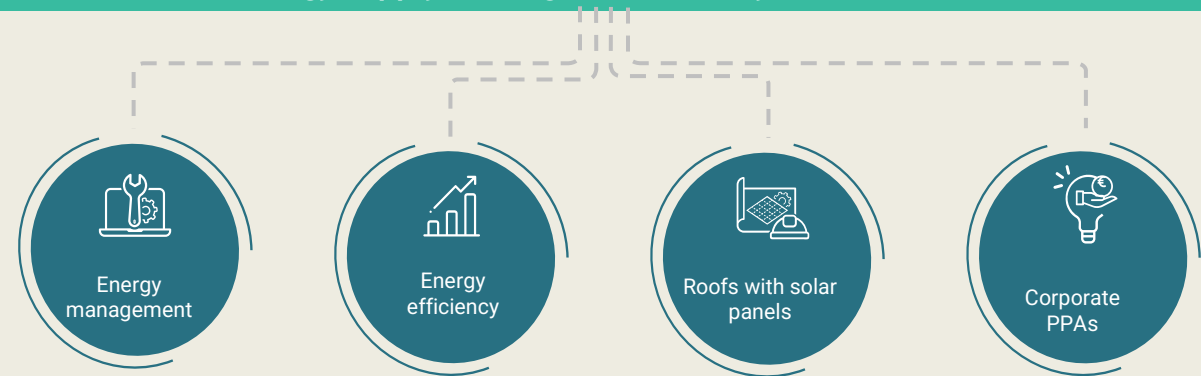 Energy
management
Energy
efficiency
Roofs with solar
panels
Corporate
PPAs
€